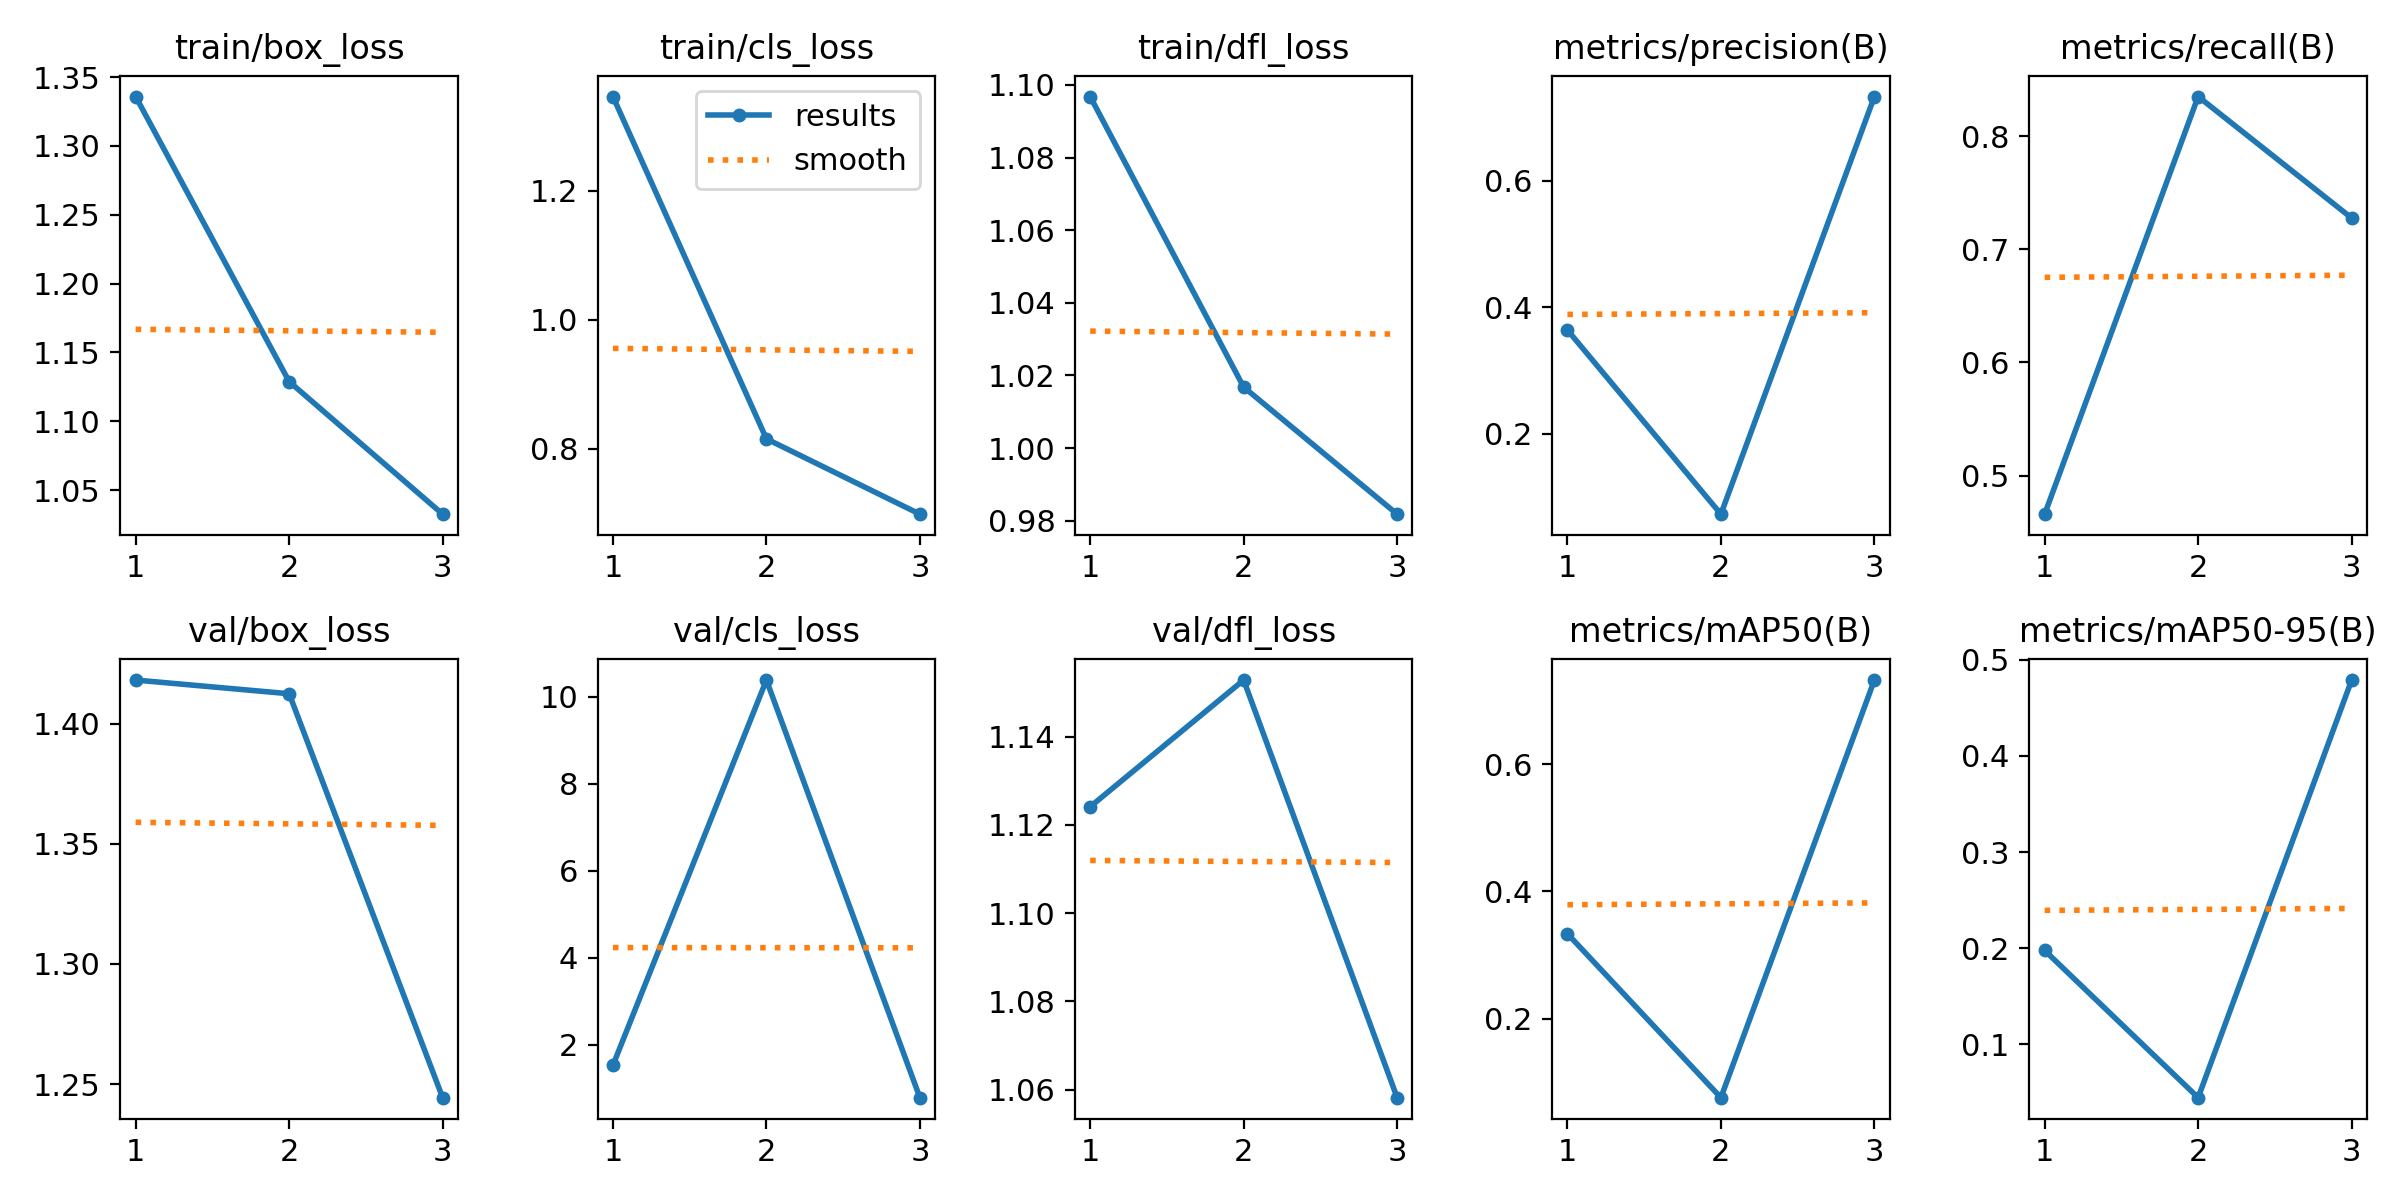 train/box_loss
1.35
1.30
1.25
1.20
1.15
1.10
1.05
1 2 3
train/cls_loss
results
smooth
1.2
1.0
0.8
1 2 3
train/dfl_loss
1.10
1.08
1.06
1.04
1.02
1.00
0.98
1 2 3
metrics/precision(B)
0.6
0.4
0.2
1 2 3
metrics/recall(B)
0.8
0.7
0.6
0.5
1 2 3
val/box_loss
1.40
1.35
1.30
1.25
1 2 3
val/cls_loss
10
8
6
4
2
1 2 3
val/dfl_loss
1.14
1.12
1.10
1.08
1.06
1 2 3
metrics/mAP50(B)
0.6
0.4
0.2
1 2 3
metrics/mAP50-95(B)
0.5
0.4
0.3
0.2
0.1
1 2 3